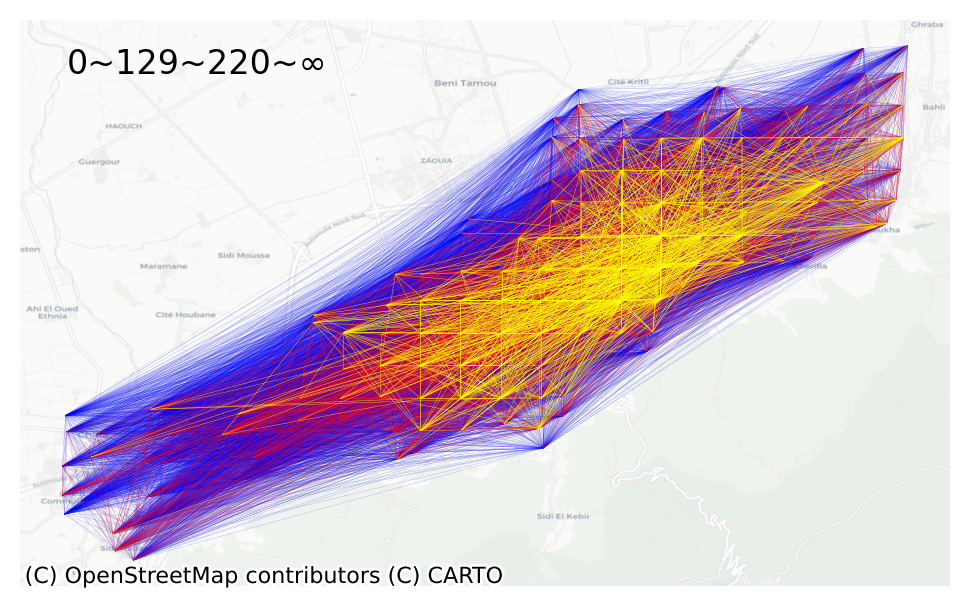 Ghraba
0~129~220~∞
Beni Tamou
Cité Kritli
Bahli
HAOUCH
Guergour
ZAOUIA
Sidi Moussa
Maramane
Ahl El Oued
Ethnia
Cité Houbane
Sidi El Kebir
(C) OpenStreetMap contributors (C) CARTO